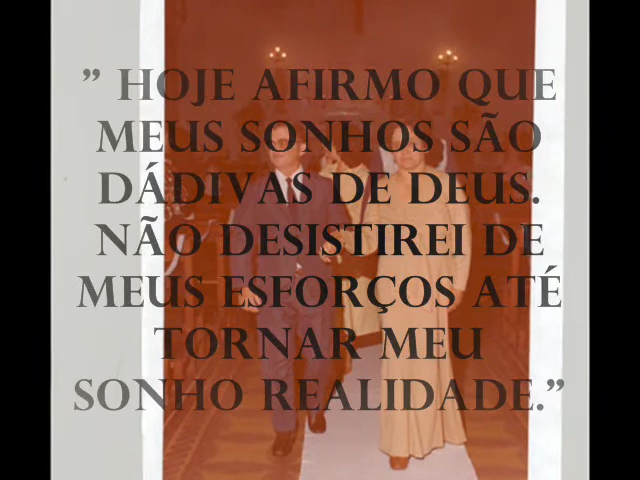 ” HOJE AFIRMO QUE
MEUS SONHOS SÃO
DÁDIVAS DE DEUS.
NÃO DESISTIREI DE
MEUS ESFORÇOS ATÉ
TORNAR MEU
SONHO REALIDADE.”